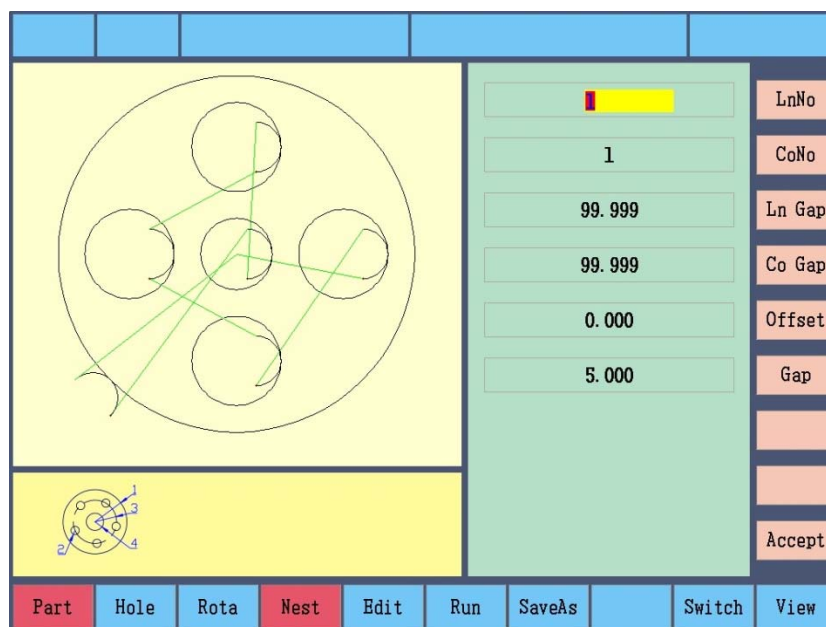 1
LnNo
1
CoNo
99.999
Ln Gap
99.999
Co Gap
0.000
Offset
5.000
Gap
1
3
2
4
Accept
Part Hole Rota Nest Edit Run SaveAs Switch View